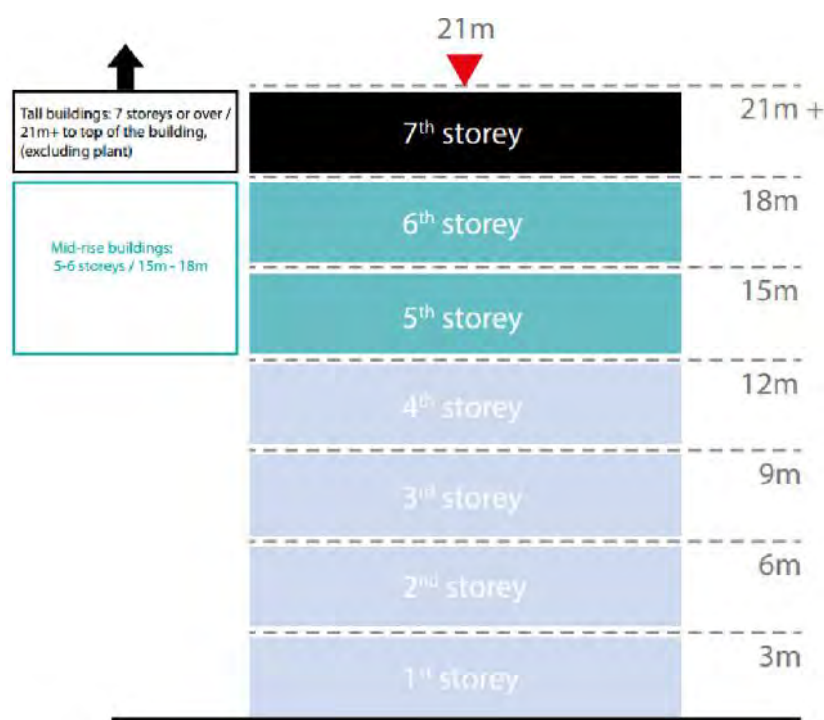 21m
Tall buildings: 7 storeys or over /
21m+ to top of the building,
(excluding plant)
21m +
7th storey
18m
Mid-rise buildings:
5-6 storeys / 15m - 18m
6th storey
15m
5th storey
12m
4th storey
9m
3rd storey
6m
2nd storey
3m
1st storey